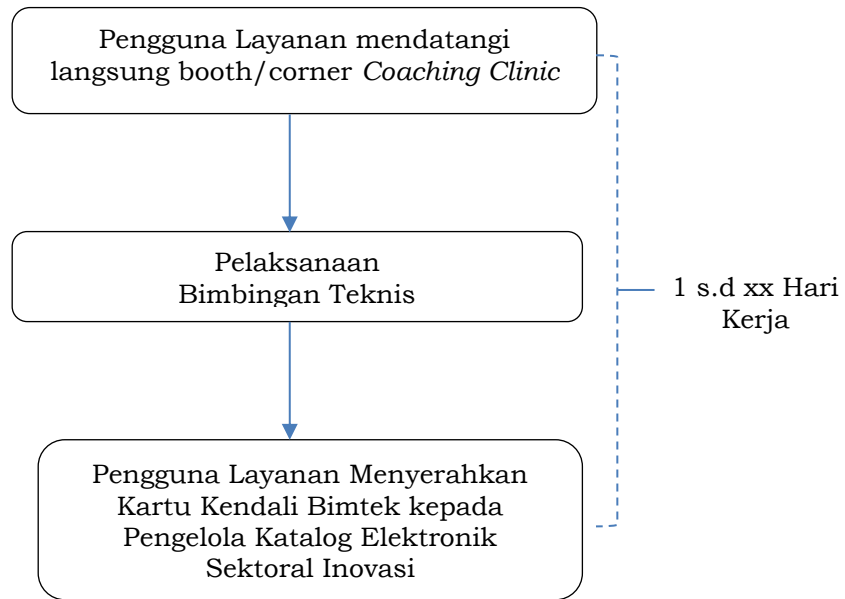 Pengguna Layanan mendatangi
langsung booth/corner Coaching Clinic
Pelaksanaan
Bimbingan Teknis
1 s.d xx Hari
Kerja
Pengguna Layanan Menyerahkan
Kartu Kendali Bimtek kepada
Pengelola Katalog Elektronik
Sektoral Inovasi